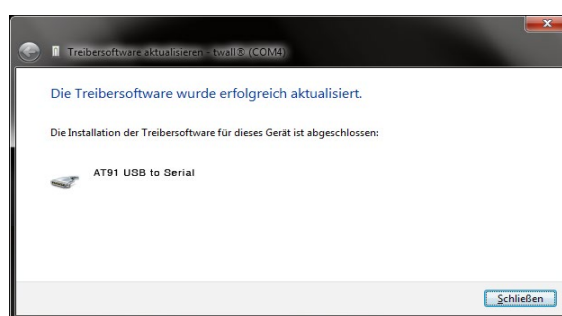 Treibersoftware aktualisieren - twall® (COM4)
Die Treibersoftware wurde erfolgreich aktualisiert.
Die Installation der Treibersoftware für dieses Gerät ist abgeschlossen:
AT91 USB to Serial
Schließen